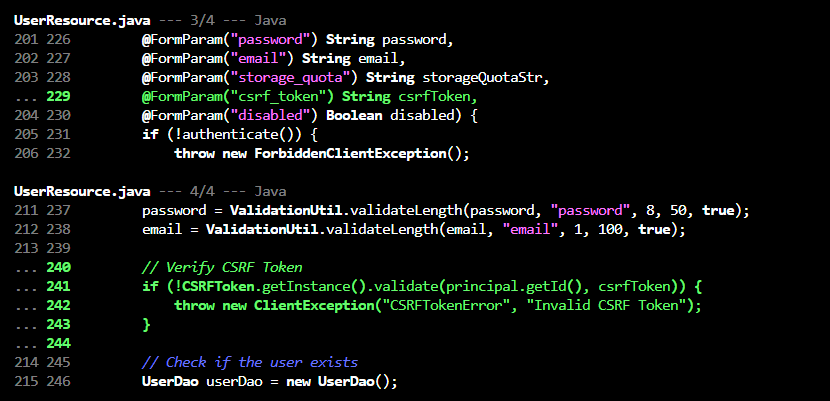 UserResource.java --- 3/4 --- Java
201 226 @FormParam("password") String password,
202 227 @FormParam("email") String email,
203 228 @FormParam("storage_quota") String storageQuotaStr,
... 229 @FormParam("csrf_token") String csrfToken,
204 230 @FormParam("disabled") Boolean disabled) {
205 231 if (!authenticate()) {
206 232 throw new ForbiddenClientException();
UserResource.java --- 4/4 --- Java
211 237 password = ValidationUtil.validateLength(password, "password", 8, 50, true);
212 238 email = ValidationUtil.validateLength(email, "email", 1, 100, true);
213 239
... 240 // Verify CSRF Token
... 241 if (!CSRFToken.getInstance().validate(principal.getId(), csrfToken)) {
... 242 throw new ClientException("CSRFTokenError", "Invalid CSRF Token");
... 243 }
... 244
214 245 // Check if the user exists
215 246 UserDao userDao = new UserDao();